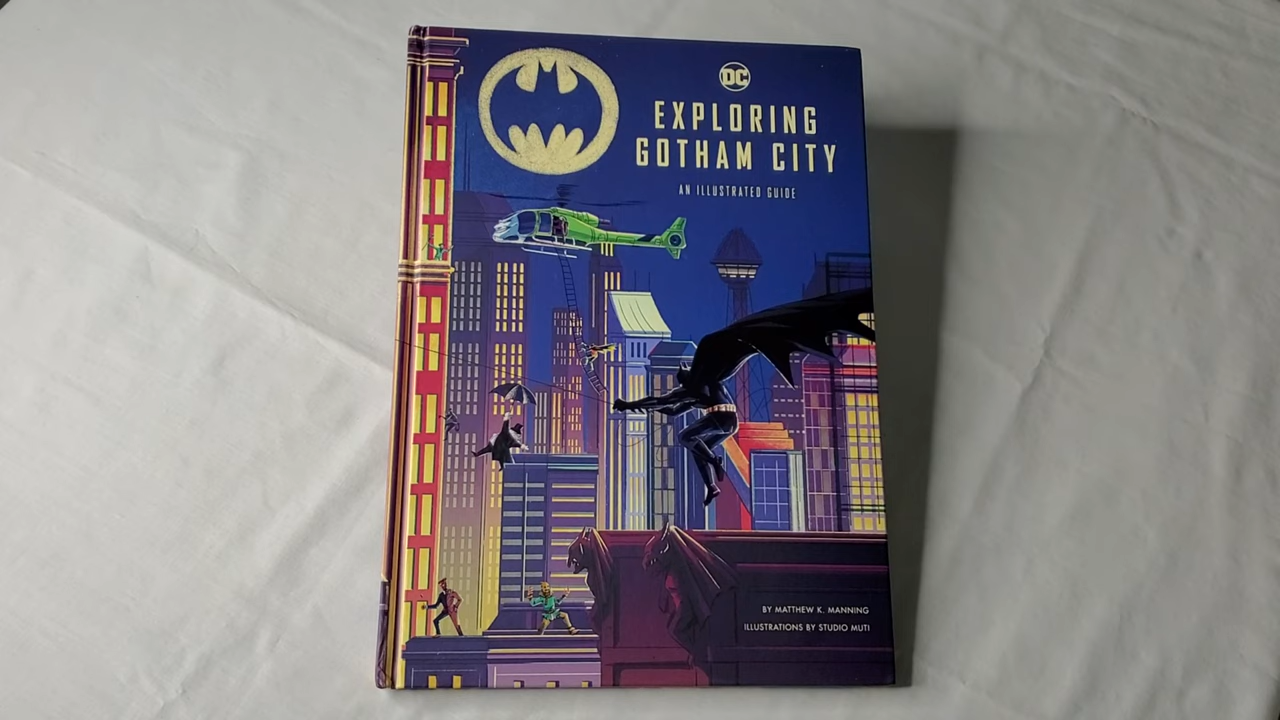 DC
EXPLORING
GOTHAM CITY
AN ILLUSTRATED GUIDE
BY MATTHEW K. MANNING
ILLUSTRATIONS BY STUDIO MUTI